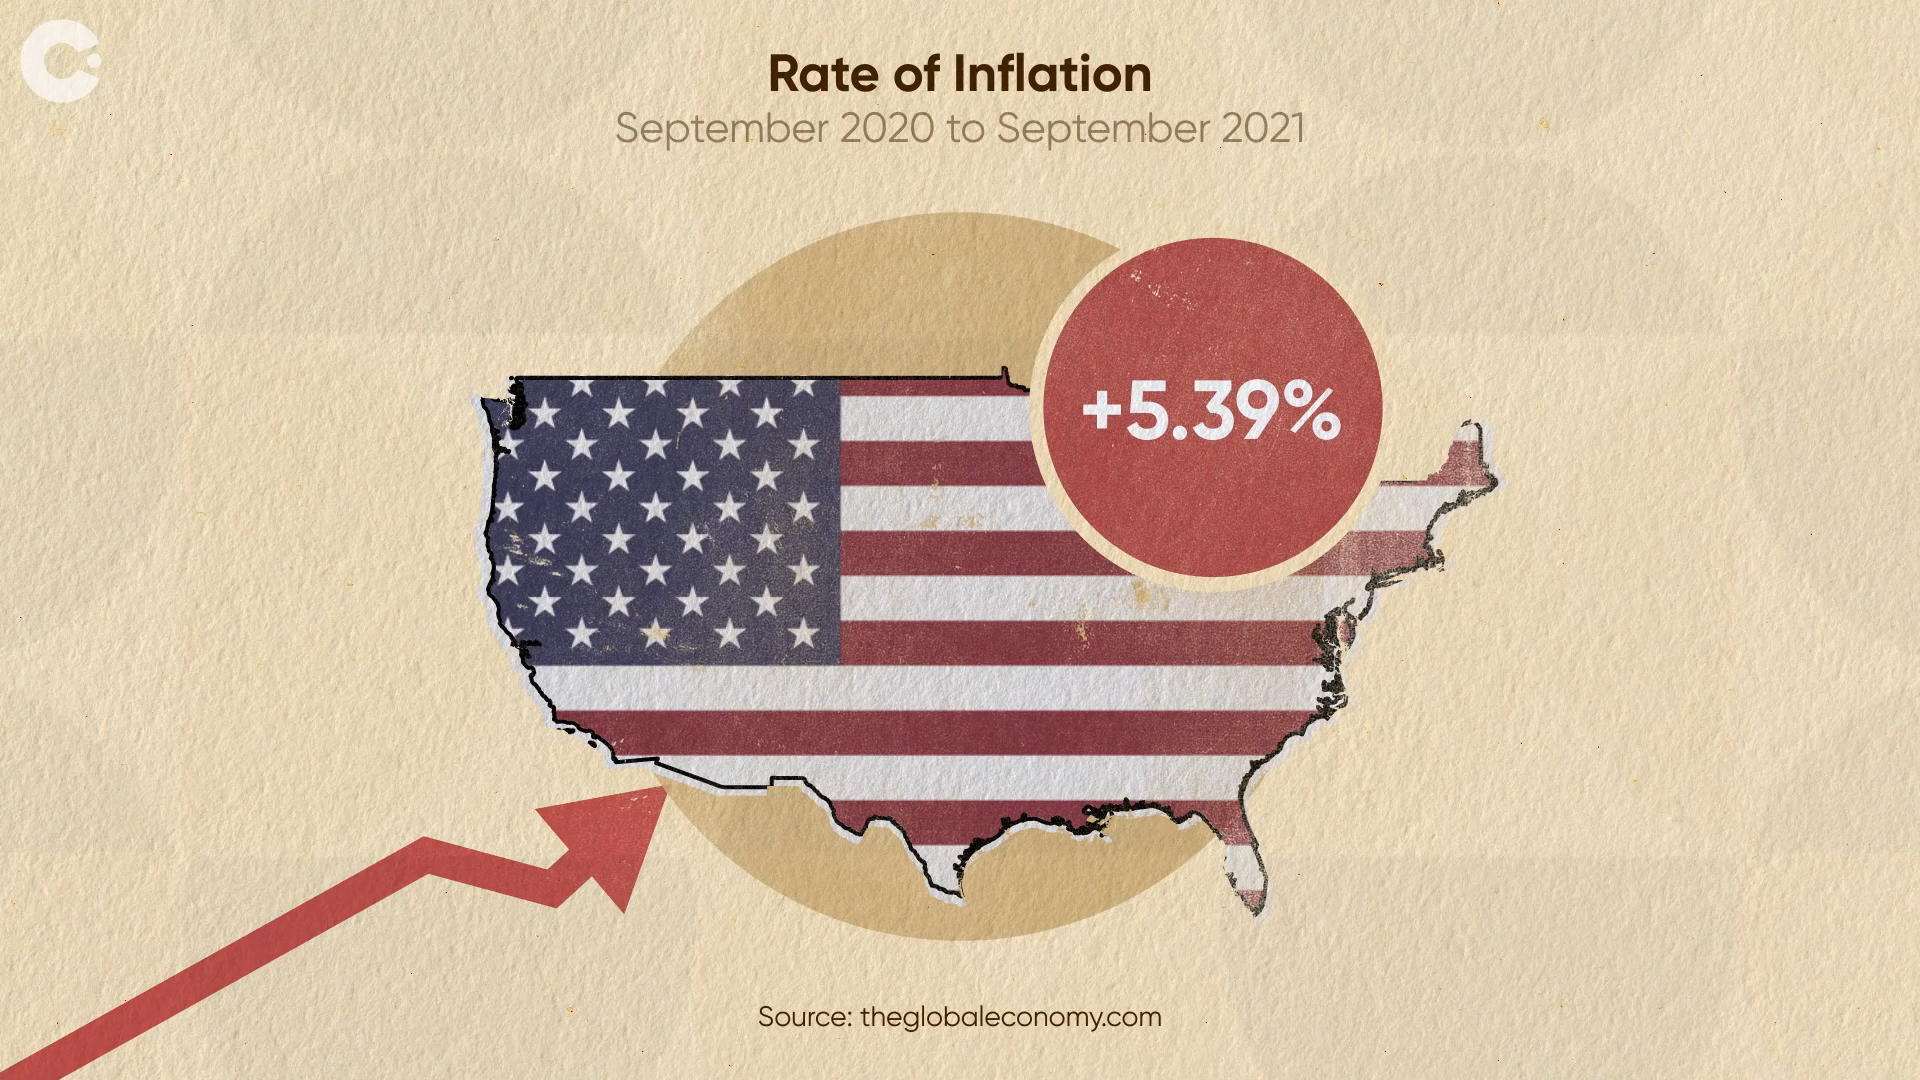 Rate of Inflation
September 2020 to September 2021
+5.39%
Source: theglobaleconomy.com